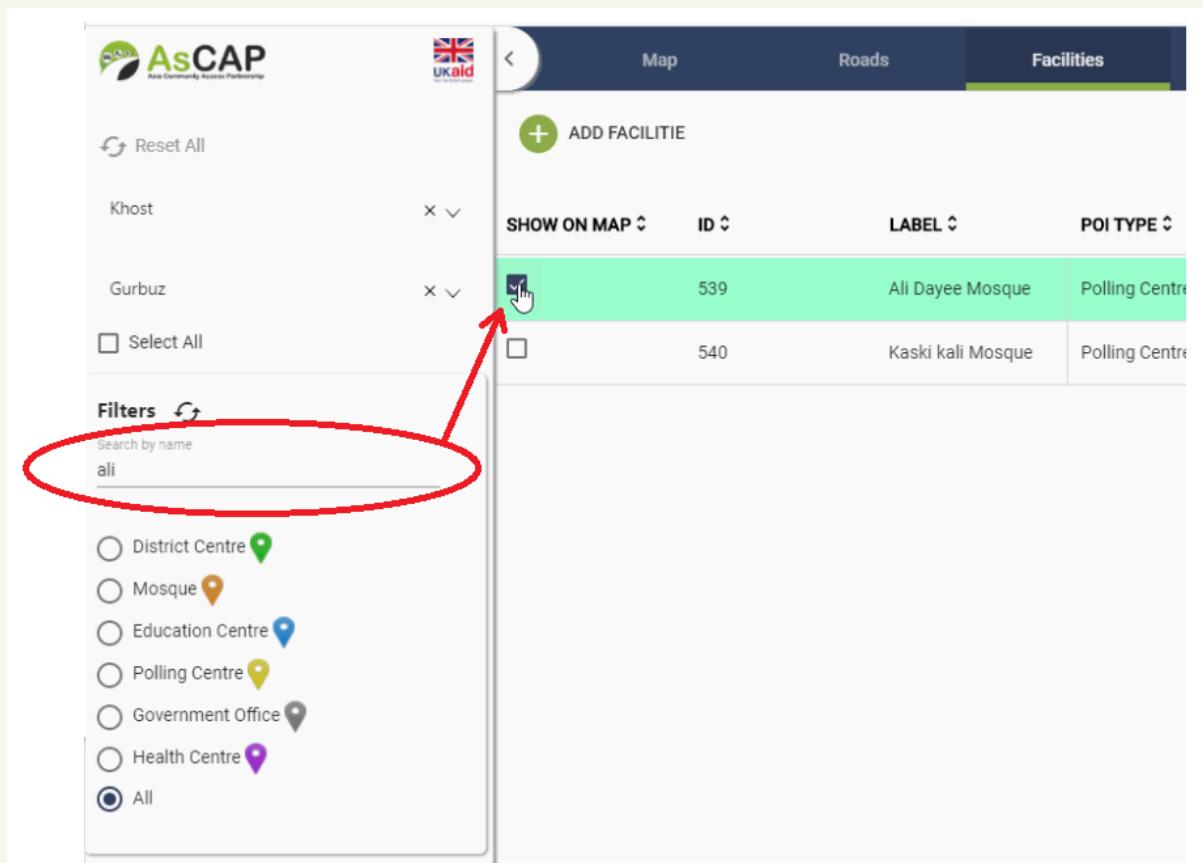 AsCAP
Asia Community Access Partnership
UKaid
Reset All
Khost
Gurbuz
Select All
Filters
Search by name
ali
District Centre
Mosque
Education Centre
Polling Centre
Government Office
Health Centre
All
Map Roads Facilities
ADD FACILITIE
SHOW ON MAP ID LABEL POI TYPE
539 Ali Dayee Mosque Polling Centre
540 Kaski kali Mosque Polling Centre